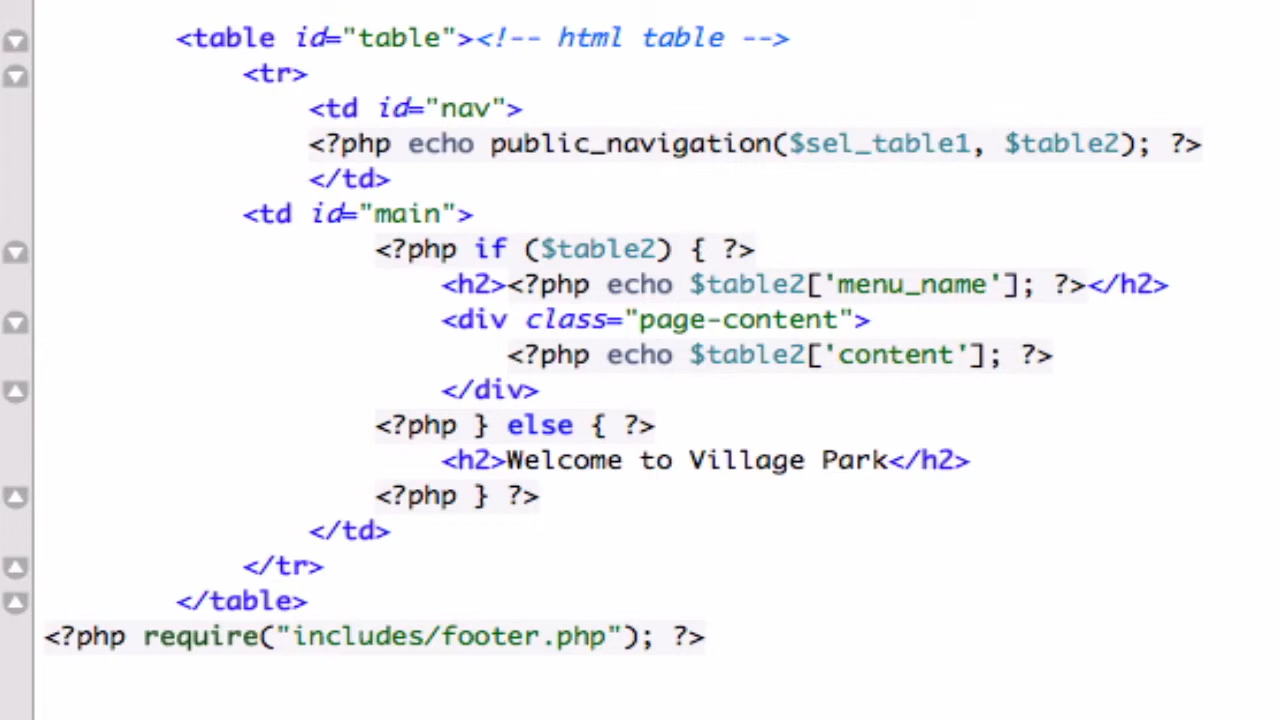 <table id="table"><!-- html table -->
<tr>
<td id="nav">
<?php echo public_navigation($sel_table1, $table2); ?>
</td>
<td id="main">
<?php if ($table2) { ?>
<h2><?php echo $table2['menu_name']; ?></h2>
<div class="page-content">
<?php echo $table2['content']; ?>
</div>
<?php } else { ?>
<h2>Welcome to Village Park</h2>
<?php } ?>
</td>
</tr>
</table>
<?php require("includes/footer.php"); ?>